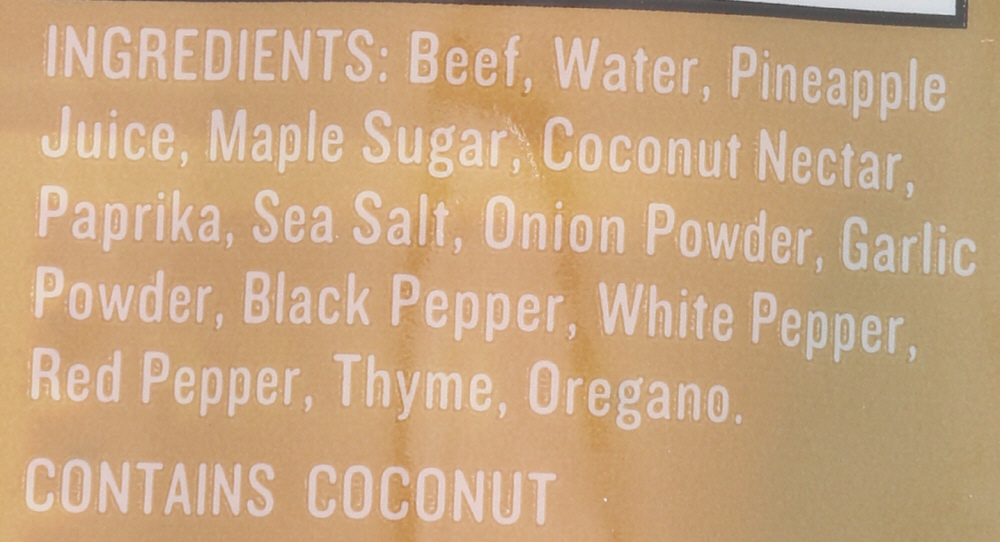 INGREDIENTS: Beef, Water, Pineapple
Juice, Maple Sugar, Coconut Nectar,
Paprika, Sea Salt, Onion Powder, Garlic
Powder, Black Pepper, White Pepper,
Red Pepper, Thyme, Oregano.
CONTAINS COCONUT